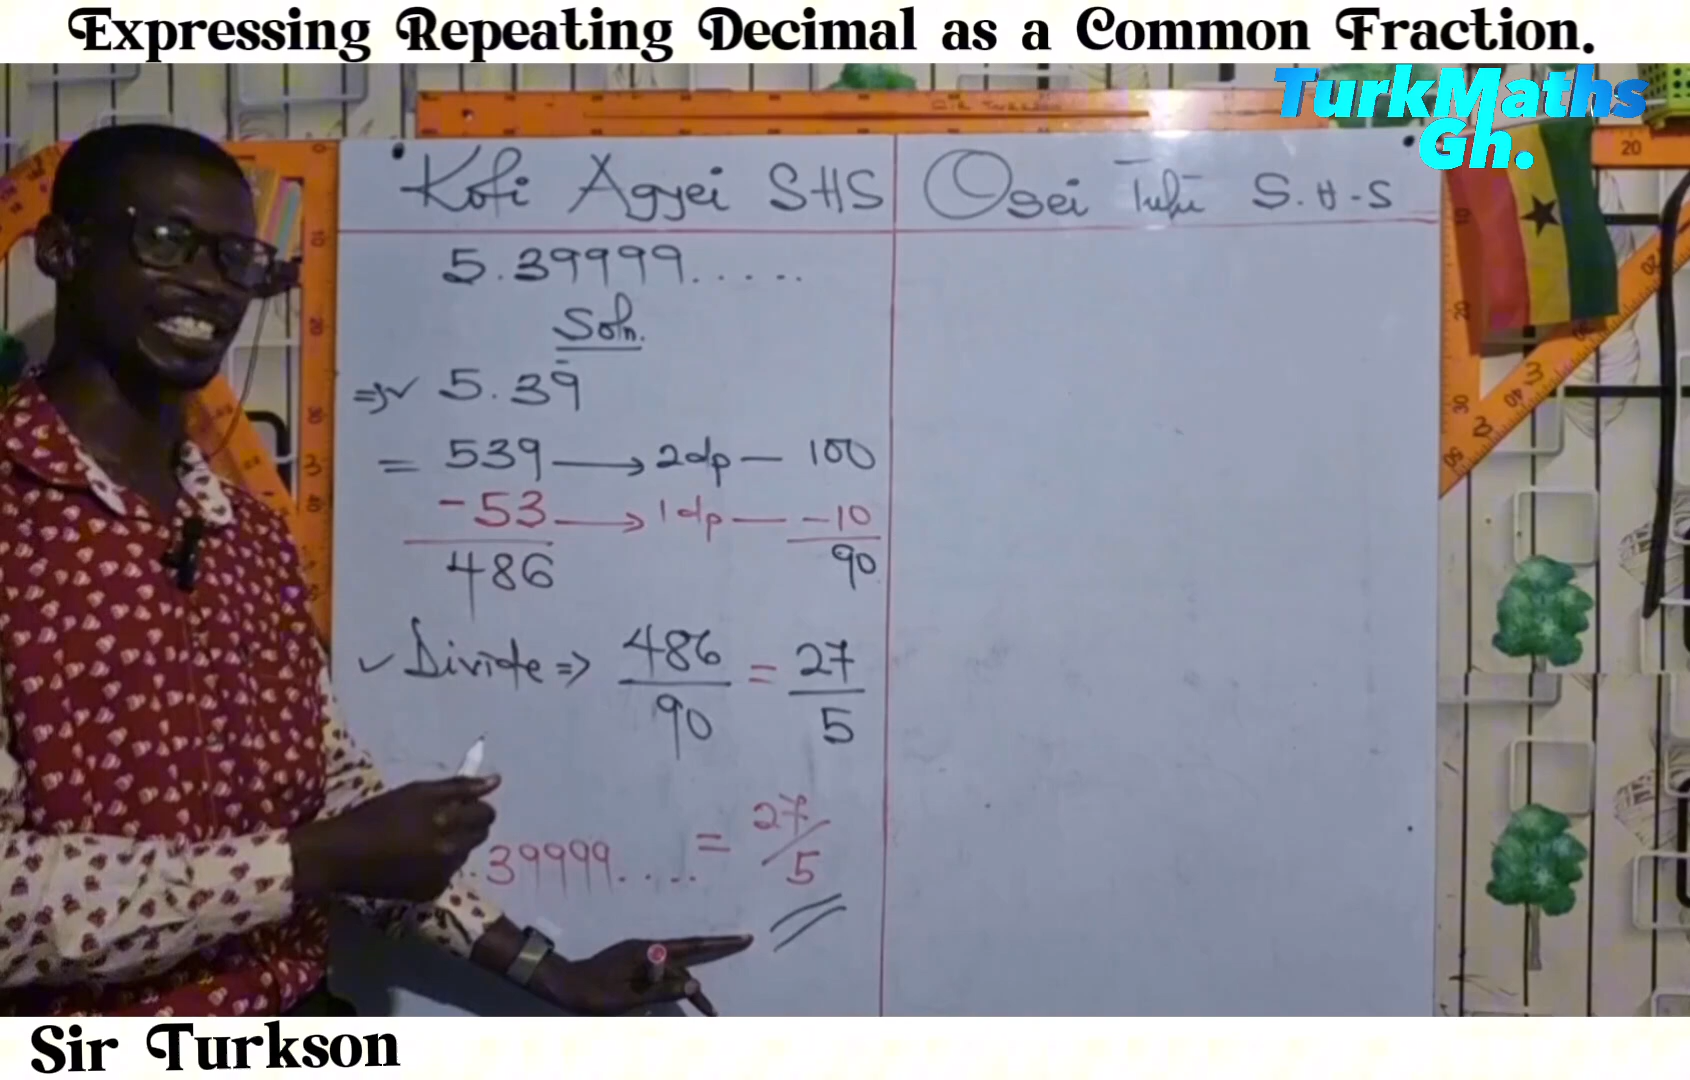 Expressing Repeating Decimal as a Common Fraction.
TurkMaths
Gh.
Kofi Agyei SHS
5.39999.....
Soln.
⇒✓ 5.39̄
= 539 → 2dp — 100
-53 → 1dp — -10
486 90
✓ Divide ⇒ 486/90 = 27/5
.39999.... = 27/5
Osei Tutu S.H.S
Sir Turkson